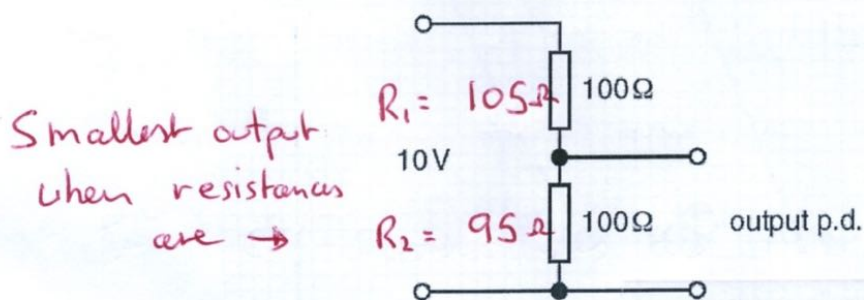 Smallest output
when resistances
are →
R₁ = 105Ω
100Ω
10V
R₂ = 95Ω
100Ω
output p.d.